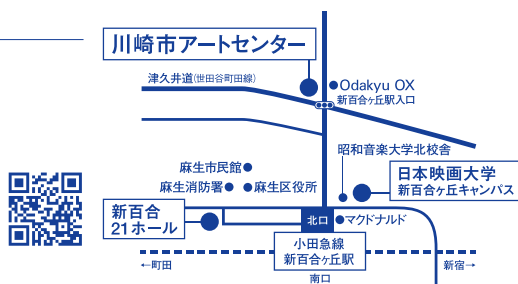 川崎市アートセンター
津久井道(世田谷町田線)
Odakyu OX
新百合ヶ丘駅入口
昭和音楽大学北校舎
麻生市民館
麻生消防署
麻生区役所
日本映画大学
新百合ヶ丘キャンパス
新百合
21ホール
北口
マクドナルド
小田急線
新百合ヶ丘駅
←町田
新宿→
南口